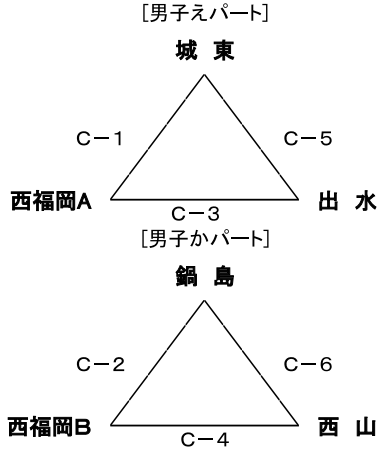 [男子えパート]
城 東
C－1 C－5
西福岡A 出 水
C－3
[男子かパート]
鍋 島
C－2 C－6
西福岡B 西 山
C－4